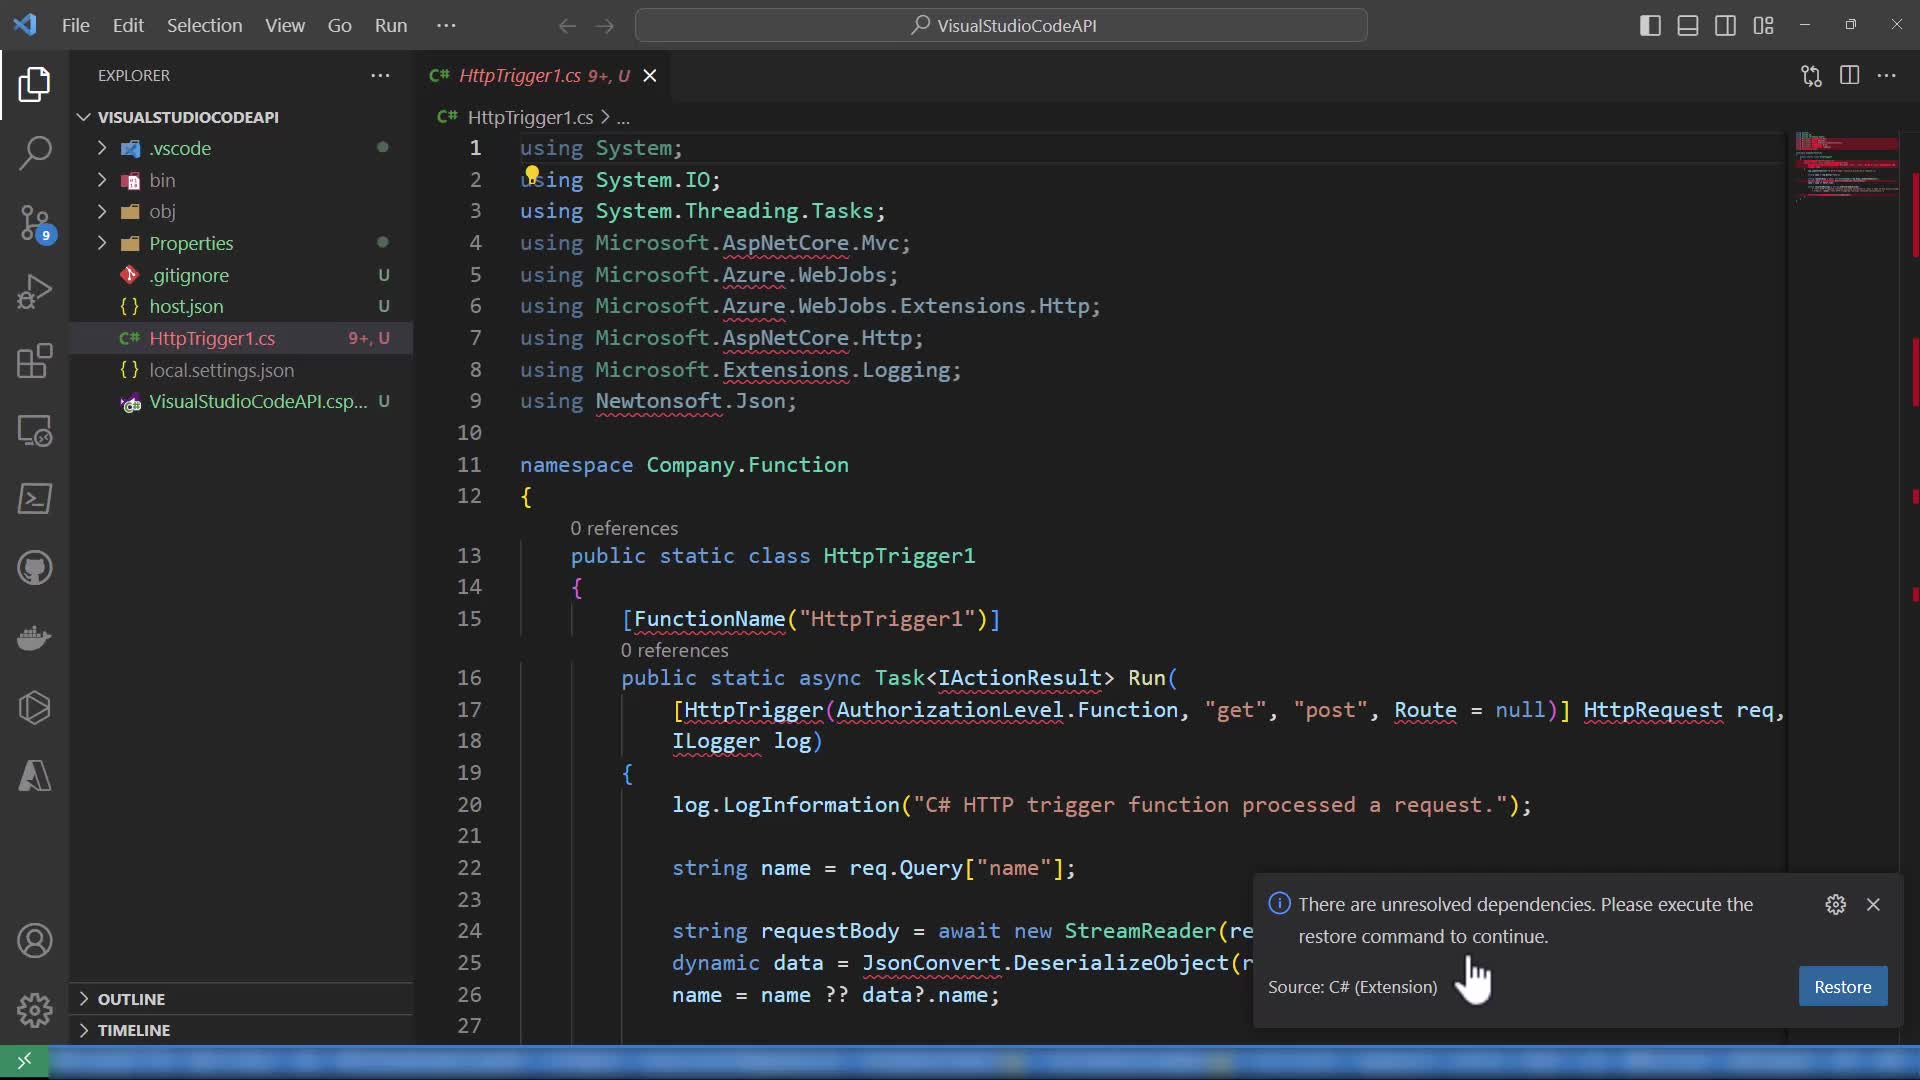 File Edit Selection View Go Run ···
VisualStudioCodeAPI
EXPLORER ···
VISUALSTUDIOCODEAPI
.vscode
bin
obj
Properties
.gitignore U
host.json U
HttpTrigger1.cs 9+, U
local.settings.json
VisualStudioCodeAPI.csp... U
OUTLINE
TIMELINE
9
C# HttpTrigger1.cs 9+, U
C# HttpTrigger1.cs > ...
1 using System;
2 using System.IO;
3 using System.Threading.Tasks;
4 using Microsoft.AspNetCore.Mvc;
5 using Microsoft.Azure.WebJobs;
6 using Microsoft.Azure.WebJobs.Extensions.Http;
7 using Microsoft.AspNetCore.Http;
8 using Microsoft.Extensions.Logging;
9 using Newtonsoft.Json;
10
11 namespace Company.Function
12 {
0 references
13 public static class HttpTrigger1
14 {
15 [FunctionName("HttpTrigger1")]
0 references
16 public static async Task<IActionResult> Run(
17 [HttpTrigger(AuthorizationLevel.Function, "get", "post", Route = null)] HttpRequest req,
18 ILogger log)
19 {
20 log.LogInformation("C# HTTP trigger function processed a request.");
21
22 string name = req.Query["name"];
23
24 string requestBody = await new StreamReader(re
25 dynamic data = JsonConvert.DeserializeObject(r
26 name = name ?? data?.name;
27
There are unresolved dependencies. Please execute the
restore command to continue.
Source: C# (Extension)
Restore